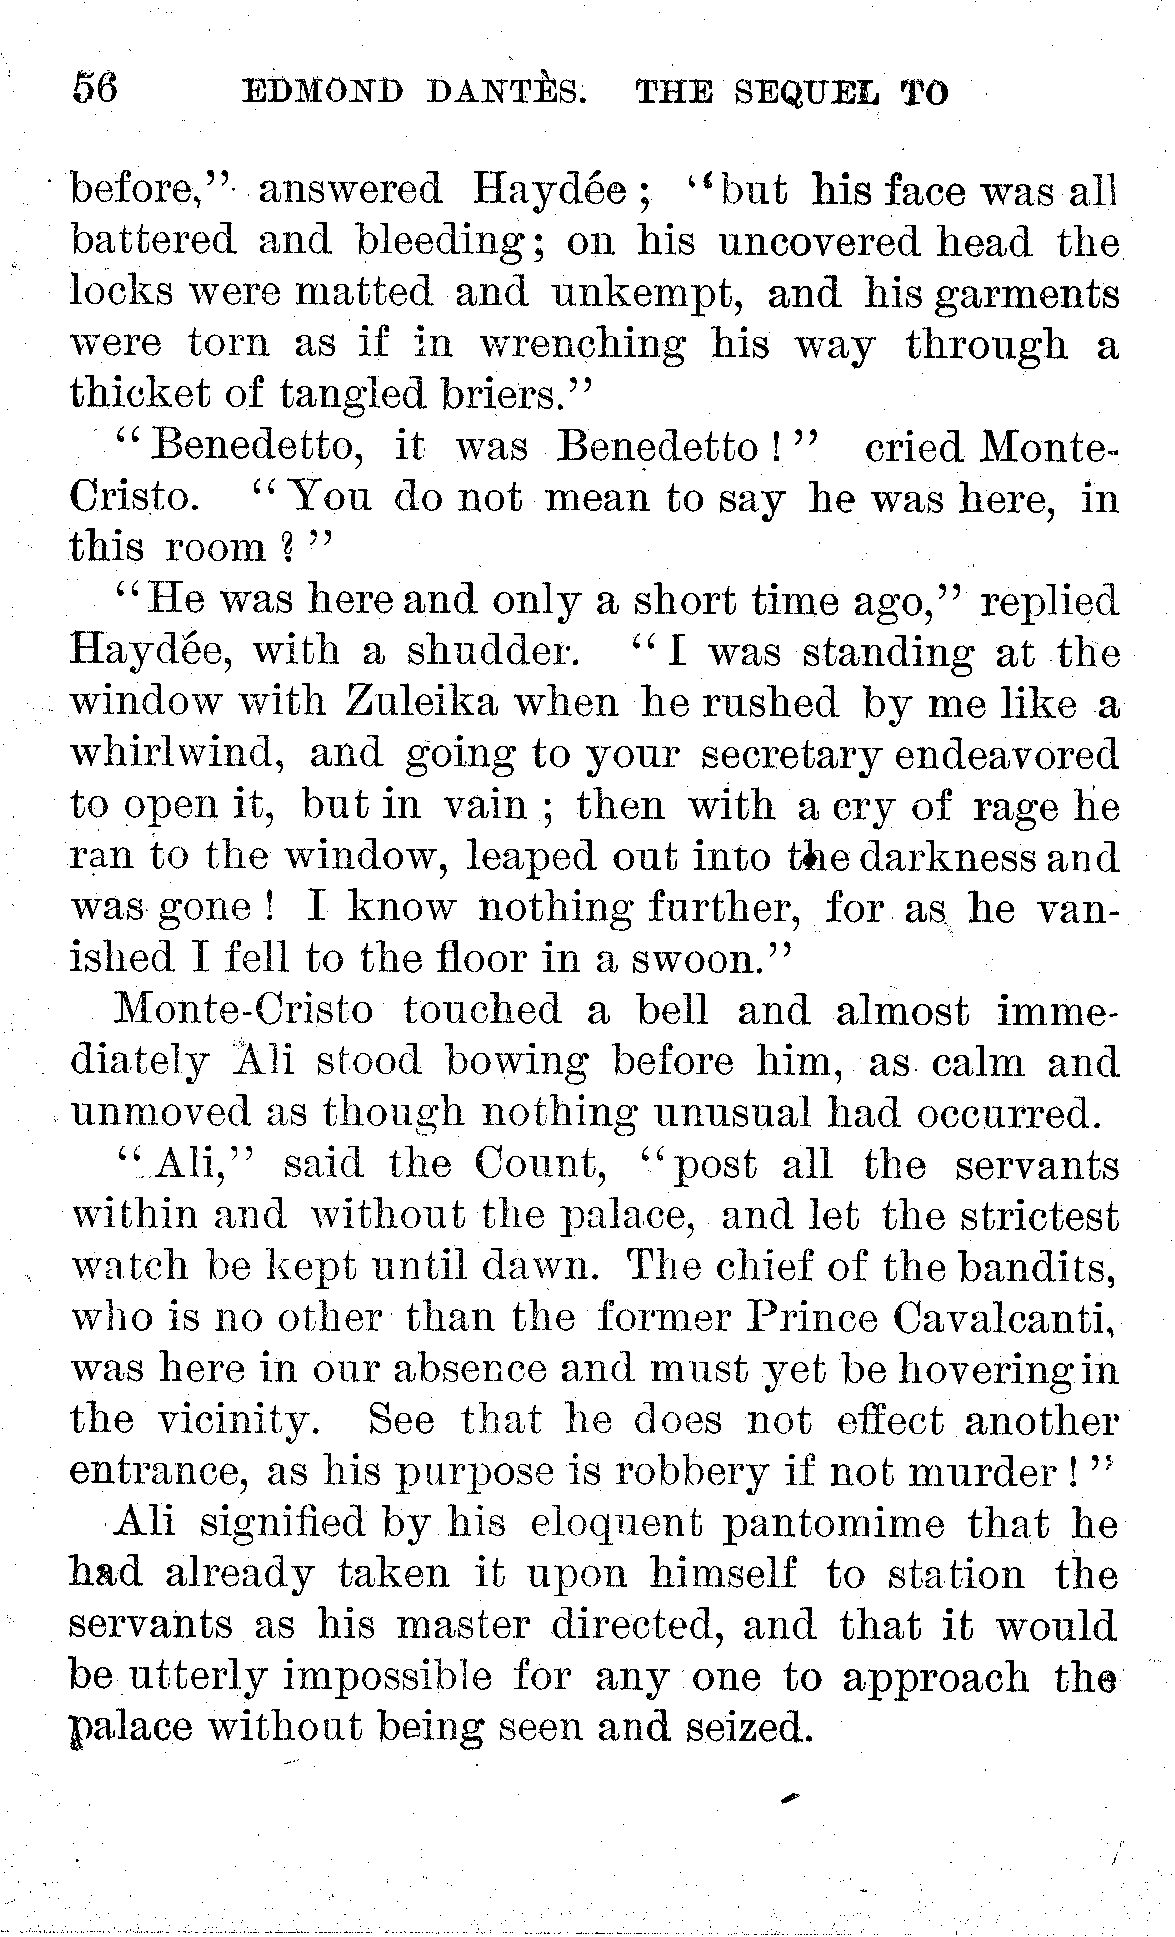 56 EDMOND DANTÈS. THE SEQUEL TO
before," answered Haydée; "but his face was all
battered and bleeding; on his uncovered head the
locks were matted and unkempt, and his garments
were torn as if in wrenching his way through a
thicket of tangled briers."
"Benedetto, it was Benedetto!" cried Monte-
Cristo. "You do not mean to say he was here, in
this room?"
"He was here and only a short time ago," replied
Haydée, with a shudder. "I was standing at the
window with Zuleika when he rushed by me like a
whirlwind, and going to your secretary endeavored
to open it, but in vain; then with a cry of rage he
ran to the window, leaped out into the darkness and
was gone! I know nothing further, for as he van-
ished I fell to the floor in a swoon."
Monte-Cristo touched a bell and almost imme-
diately Ali stood bowing before him, as calm and
unmoved as though nothing unusual had occurred.
"Ali," said the Count, "post all the servants
within and without the palace, and let the strictest
watch be kept until dawn. The chief of the bandits,
who is no other than the former Prince Cavalcanti,
was here in our absence and must yet be hovering in
the vicinity. See that he does not effect another
entrance, as his purpose is robbery if not murder!"
Ali signified by his eloquent pantomime that he
had already taken it upon himself to station the
servants as his master directed, and that it would
be utterly impossible for any one to approach the
palace without being seen and seized.